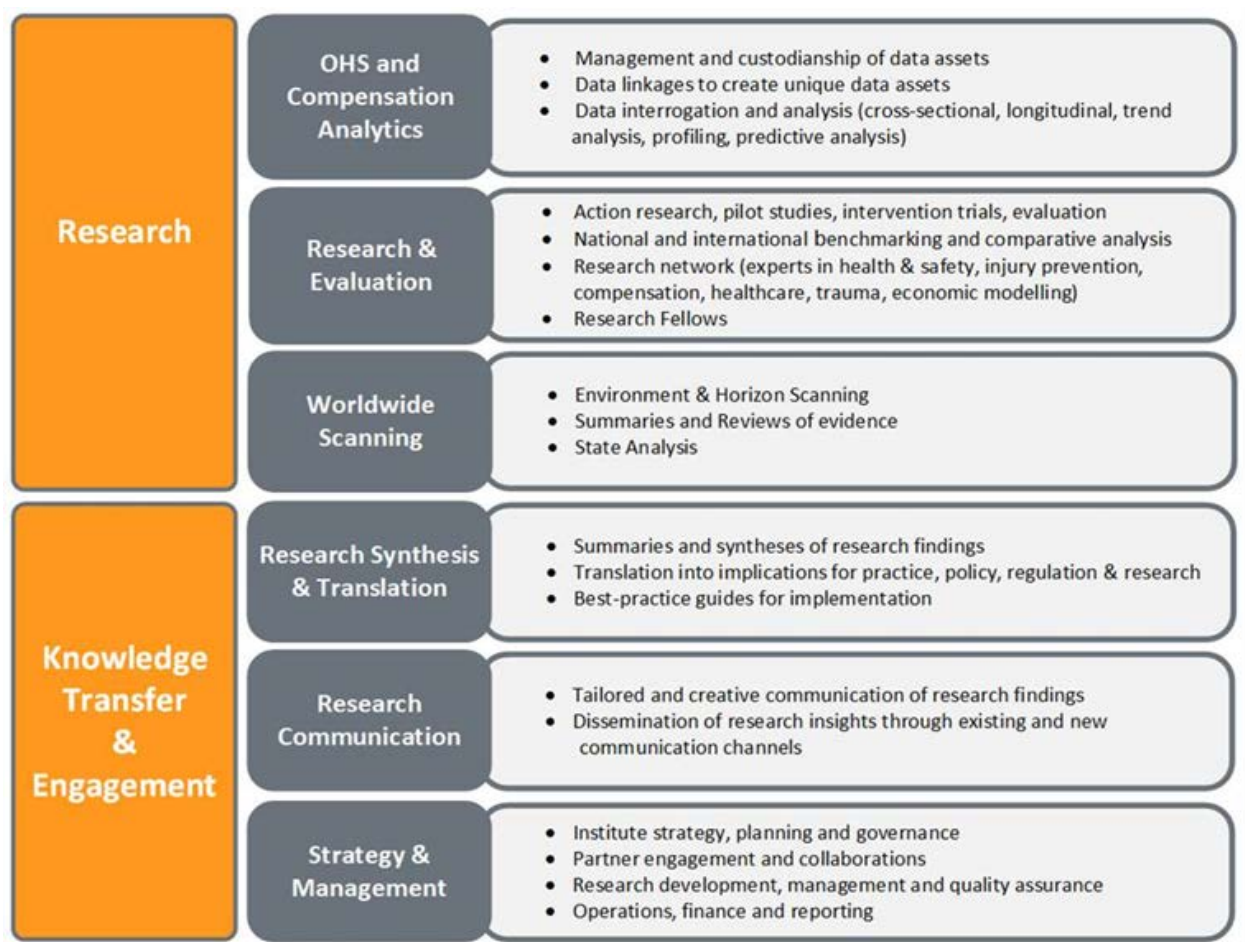 Research
OHS and
Compensation
Analytics
• Management and custodianship of data assets
• Data linkages to create unique data assets
• Data interrogation and analysis (cross-sectional, longitudinal, trend
analysis, profiling, predictive analysis)
Research &
Evaluation
• Action research, pilot studies, intervention trials, evaluation
• National and international benchmarking and comparative analysis
• Research network (experts in health & safety, injury prevention,
compensation, healthcare, trauma, economic modelling)
• Research Fellows
Worldwide
Scanning
• Environment & Horizon Scanning
• Summaries and Reviews of evidence
• State Analysis
Knowledge
Transfer
&
Engagement
Research Synthesis
& Translation
• Summaries and syntheses of research findings
• Translation into implications for practice, policy, regulation & research
• Best-practice guides for implementation
Research
Communication
• Tailored and creative communication of research findings
• Dissemination of research insights through existing and new
communication channels
Strategy &
Management
• Institute strategy, planning and governance
• Partner engagement and collaborations
• Research development, management and quality assurance
• Operations, finance and reporting